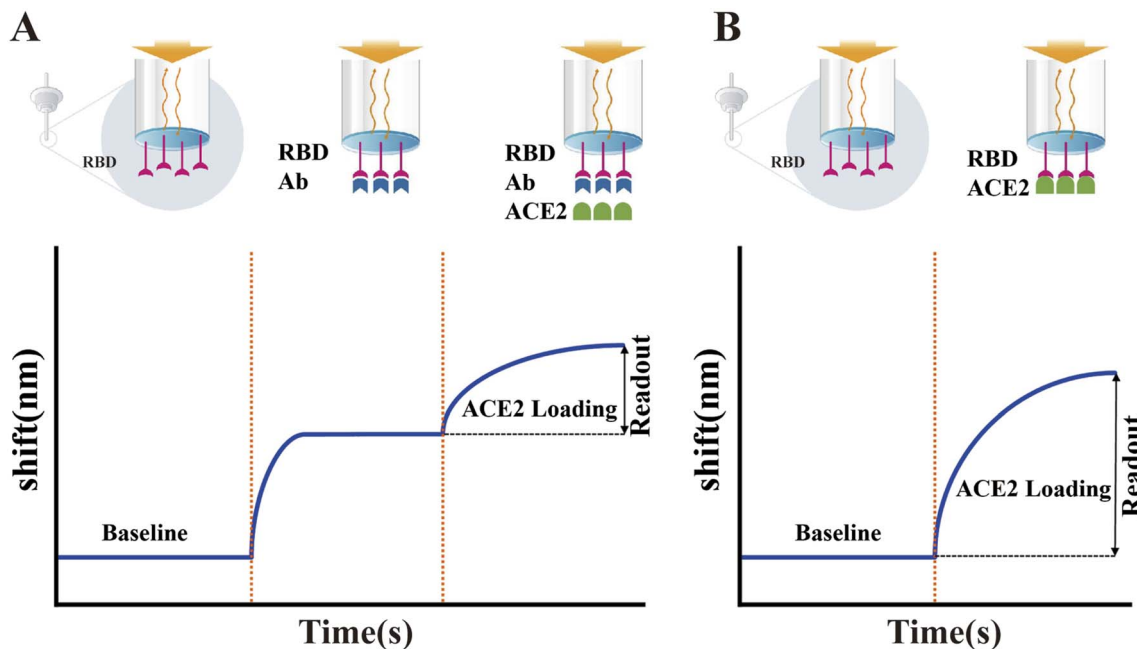 A
RBD
RBD
Ab
RBD
Ab
ACE2
shift(nm)
Baseline
ACE2 Loading
Readout
Time(s)
B
RBD
RBD
ACE2
shift(nm)
Baseline
ACE2 Loading
Readout
Time(s)